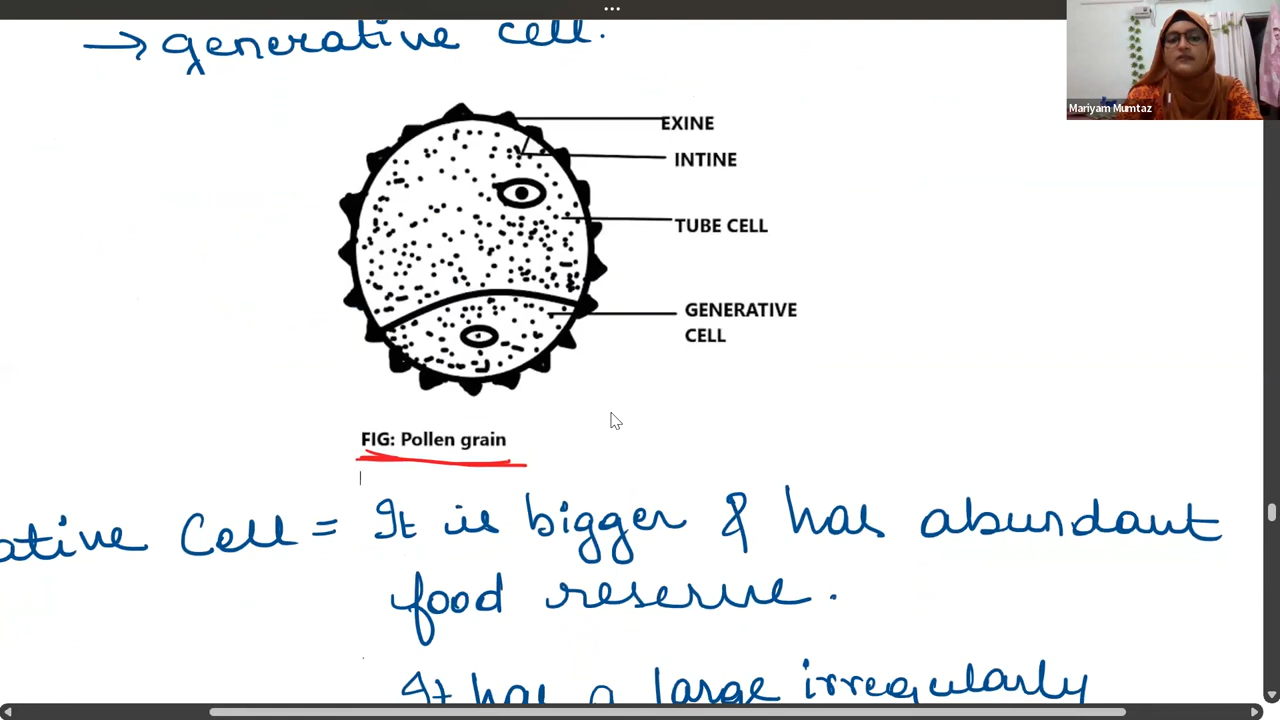 → generative cell.
Mariyam Mumtaz
EXINE
INTINE
TUBE CELL
GENERATIVE
CELL
FIG: Pollen grain
ative Cell = It is bigger & has abundant
food reserve.
It has a large irregularly